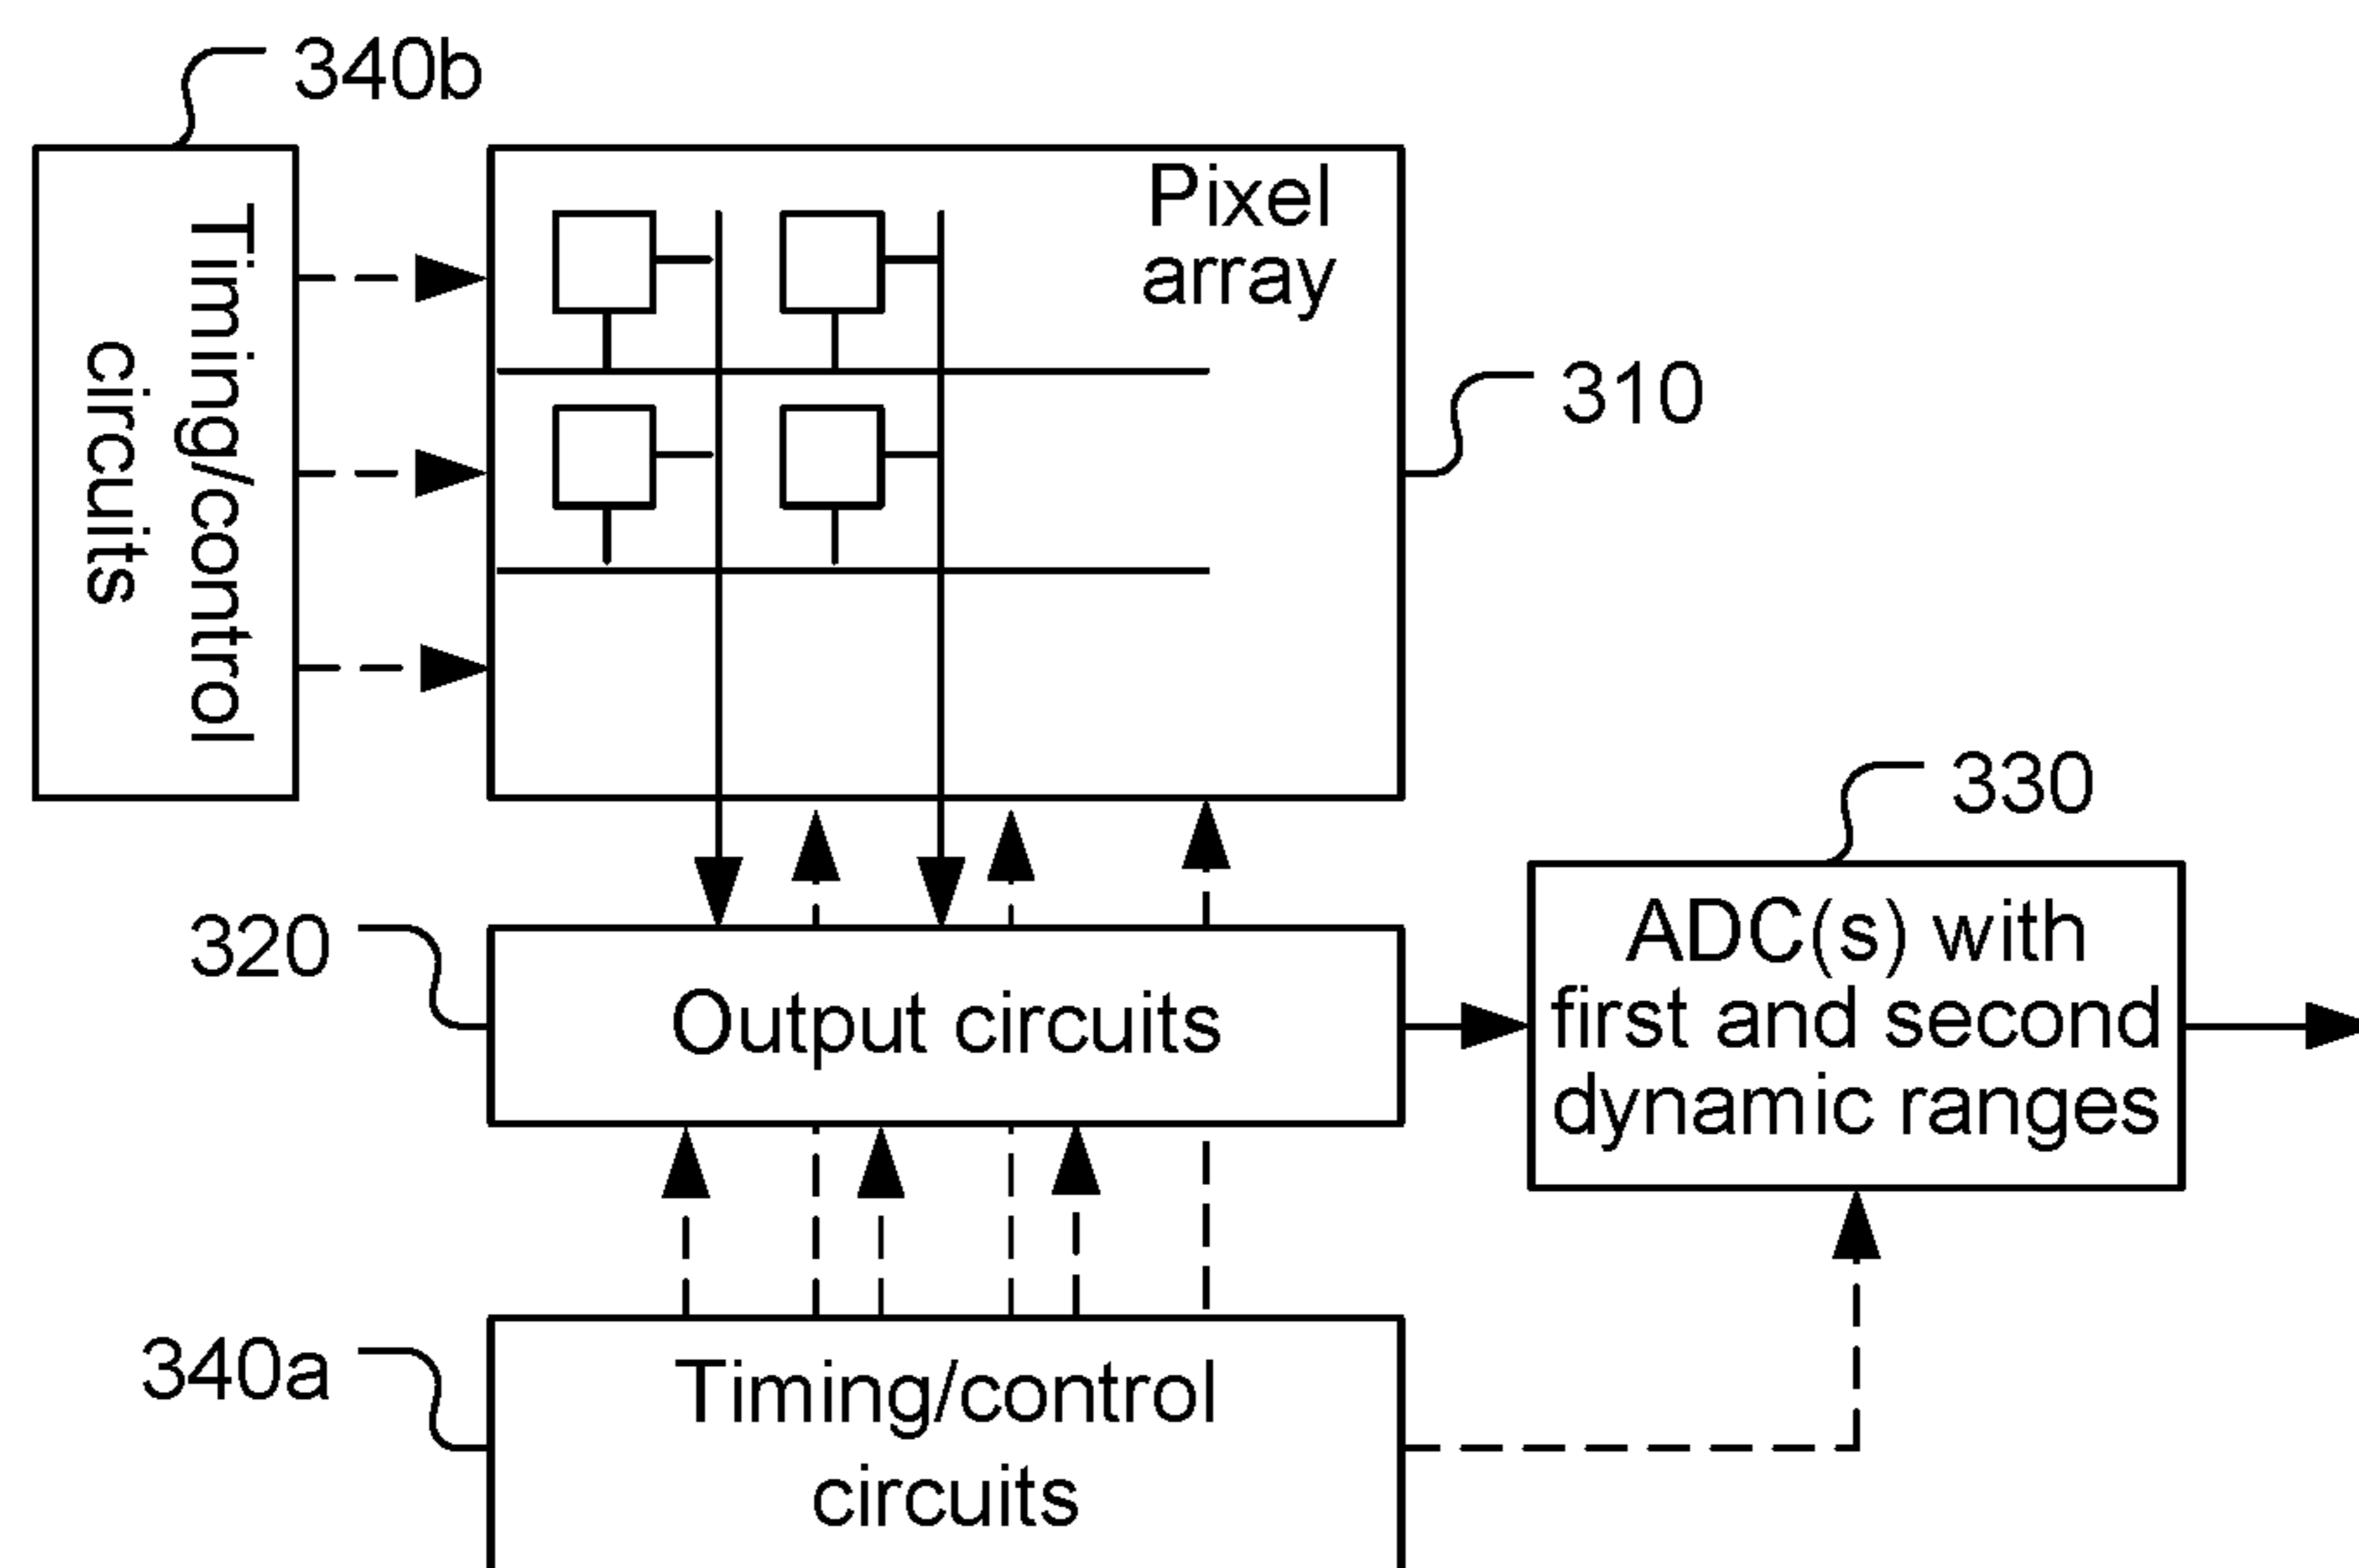 340b
Timing/control
circuits
Pixel
array
310
330
ADC(s) with
first and second
dynamic ranges
320
Output circuits
340a
Timing/control
circuits